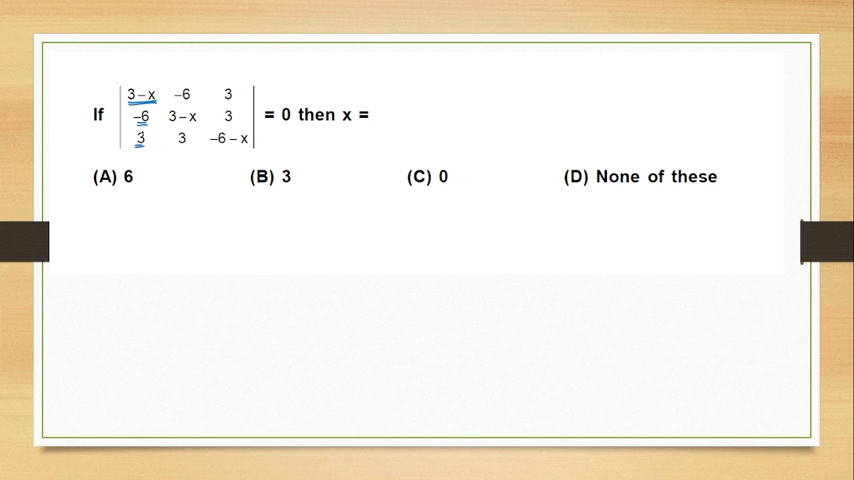 3–x –6 3
If –6 3–x 3 = 0 then x =
3 3 –6–x
(A) 6 (B) 3 (C) 0 (D) None of these